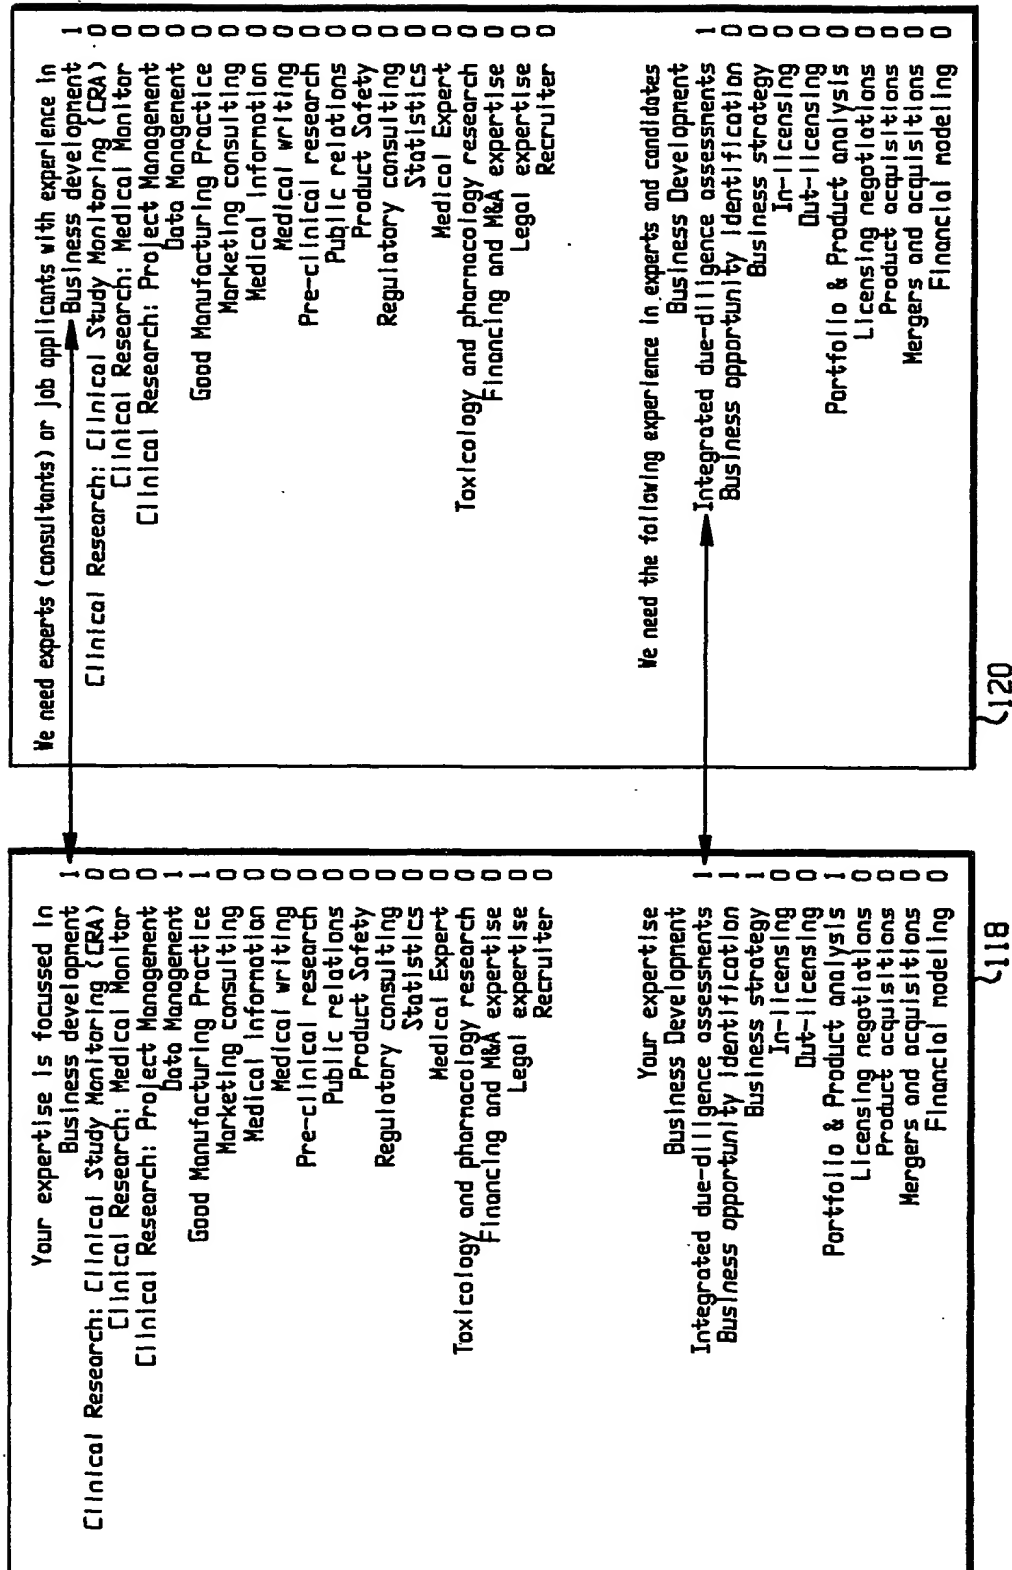 Your expertise is focussed in
Business development 1
Clinical Research: Clinical Study Monitoring (CRA) 0
Clinical Research: Medical Monitor 0
Clinical Research: Project Management 0
Data Management 1
Good Manufacturing Practice 1
Marketing consulting 0
Medical Information 0
Medical writing 0
Pre-clinical research 0
Public relations 0
Product Safety 0
Regulatory consulting 0
Statistics 0
Medical Expert 0
Toxicology and pharmacology research 0
Financing and M&A expertise 0
Legal expertise 0
Recruiter 0
Your expertise
Business Development
Integrated due-diligence assessments 1
Business opportunity identification 1
Business strategy 1
In-licensing 0
Out-licensing 0
Portfolio & Product analysis 1
Licensing negotiations 0
Product acquisitions 0
Mergers and acquisitions 0
Financial modeling 0
118
We need experts (consultants) or job applicants with experience in
Business development 1
Clinical Research: Clinical Study Monitoring (CRA) 0
Clinical Research: Medical Monitor 0
Clinical Research: Project Management 0
Data Management 0
Good Manufacturing Practice 0
Marketing consulting 0
Medical Information 0
Medical writing 0
Pre-clinical research 0
Public relations 0
Product Safety 0
Regulatory consulting 0
Statistics 0
Medical Expert 0
Toxicology and pharmacology research 0
Financing and M&A expertise 0
Legal expertise 0
Recruiter 0
We need the following experience in experts and candidates
Business Development
Integrated due-diligence assessments 1
Business opportunity identification 0
Business strategy 0
In-licensing 0
Out-licensing 0
Portfolio & Product analysis 0
Licensing negotiations 0
Product acquisitions 0
Mergers and acquisitions 0
Financial modeling 0
120